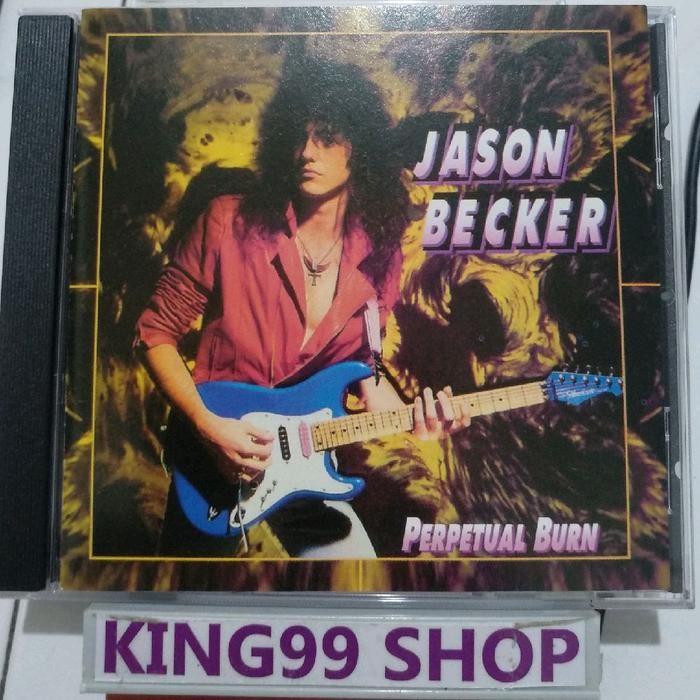 JASON
BECKER
PERPETUAL BURN
KING99 SHOP